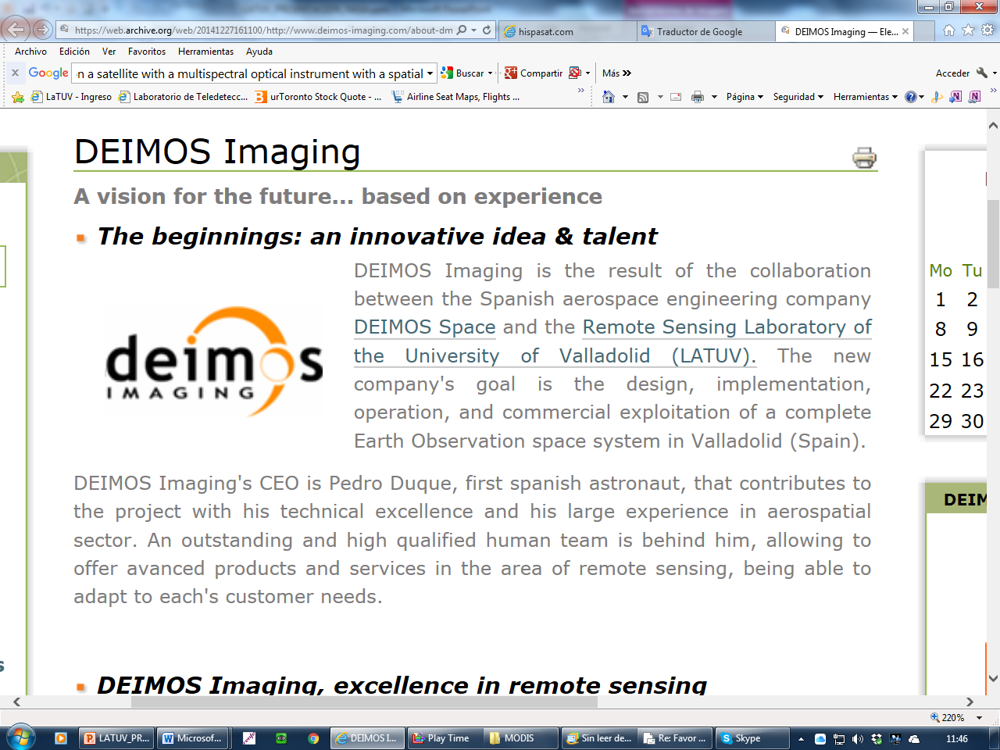 https://web.archive.org/web/20141227161100/http://www.deimos-imaging.com/about-dm
hispasat.com
Traductor de Google
DEIMOS Imaging — Ele...
Archivo Edición Ver Favoritos Herramientas Ayuda
x Google n a satellite with a multispectral optical instrument with a spatial Buscar Compartir Más » Acceder
LaTUV - Ingreso Laboratorio de Teledetecc... urToronto Stock Quote - ... Airline Seat Maps, Flights ... » Página Seguridad Herramientas »
DEIMOS Imaging
A vision for the future... based on experience
The beginnings: an innovative idea & talent
deimos
IMAGING
DEIMOS Imaging is the result of the collaboration
between the Spanish aerospace engineering company
DEIMOS Space and the Remote Sensing Laboratory of
the University of Valladolid (LATUV). The new
company's goal is the design, implementation,
operation, and commercial exploitation of a complete
Earth Observation space system in Valladolid (Spain).
DEIMOS Imaging's CEO is Pedro Duque, first spanish astronaut, that contributes to
the project with his technical excellence and his large experience in aerospatial
sector. An outstanding and high qualified human team is behind him, allowing to
offer avanced products and services in the area of remote sensing, being able to
adapt to each's customer needs.
DEIMOS Imaging, excellence in remote sensing
s
Mo Tu
1 2
8 9
15 16
22 23
29 30
DEIM
220%
LATUV_PR... Microsof... DEIMOS I... Play Time MODIS Sin leer de... Re: Favor ... Skype 11:46